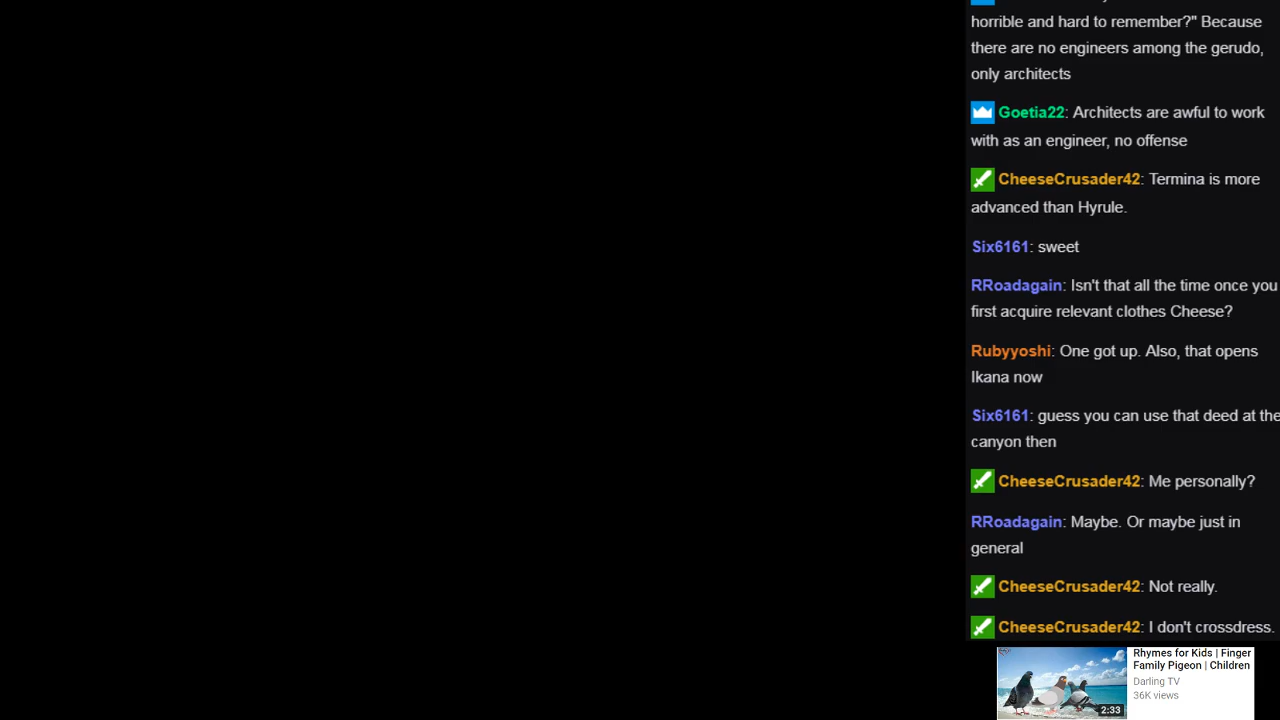 horrible and hard to remember?" Because
there are no engineers among the gerudo,
only architects
Goetia22: Architects are awful to work
with as an engineer, no offense
CheeseCrusader42: Termina is more
advanced than Hyrule.
Six6161: sweet
RRoadagain: Isn't that all the time once you
first acquire relevant clothes Cheese?
Rubyyoshi: One got up. Also, that opens
Ikana now
Six6161: guess you can use that deed at the
canyon then
CheeseCrusader42: Me personally?
RRoadagain: Maybe. Or maybe just in
general
CheeseCrusader42: Not really.
CheeseCrusader42: I don't crossdress.
Rhymes for Kids | Finger
Family Pigeon | Children
Darling TV
36K views
2:33